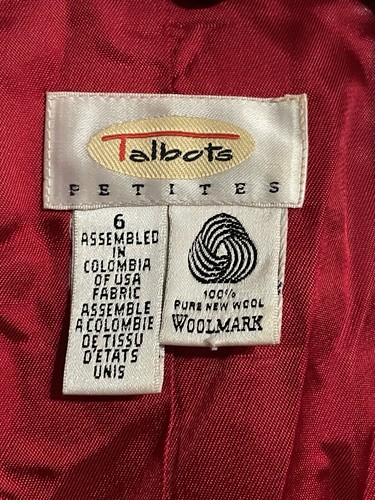 Talbots
PETITES
6
ASSEMBLED
IN
COLOMBIA
OF USA
FABRIC
ASSEMBLE
A COLOMBIE
DE TISSU
D'ETATS
UNIS
100%
PURE NEW WOOL
WOOLMARK